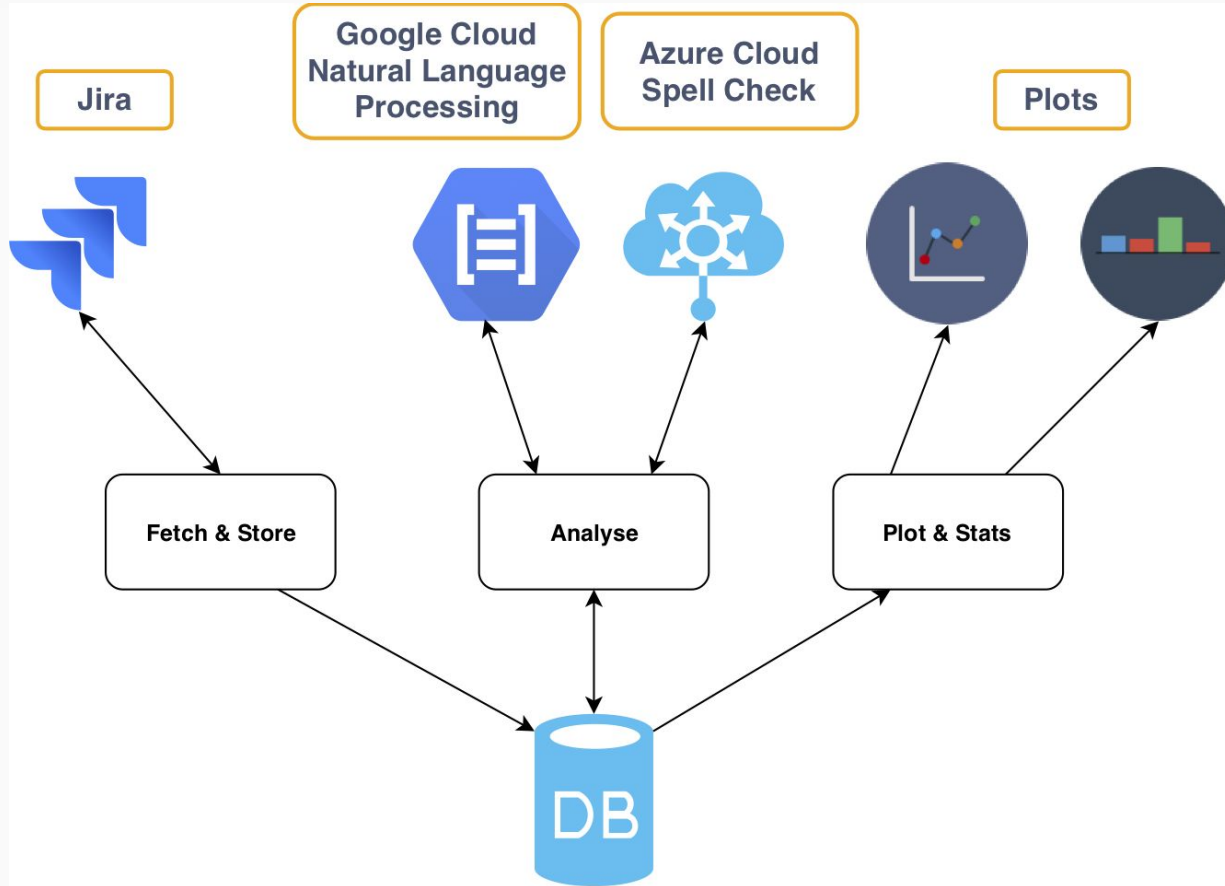 Jira
Google Cloud
Natural Language
Processing
Azure Cloud
Spell Check
Plots
Fetch & Store
Analyse
Plot & Stats
DB